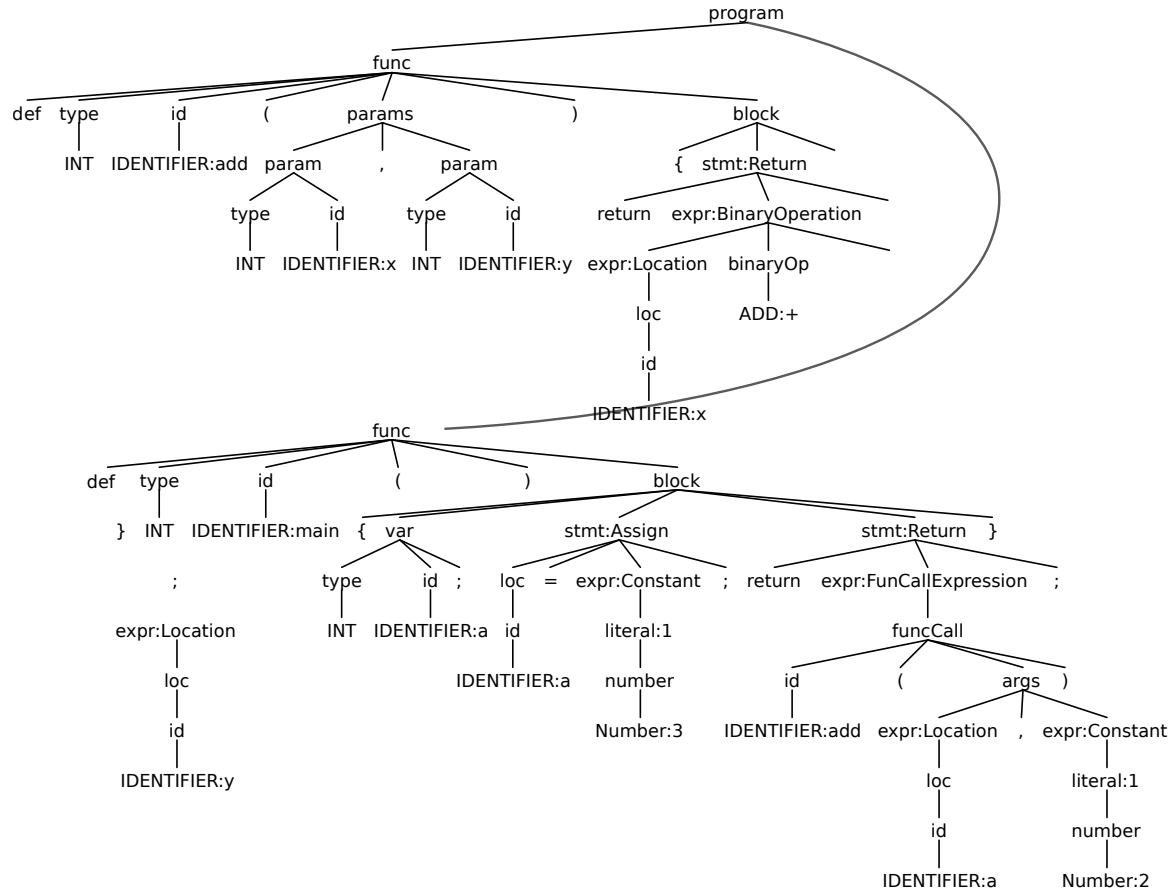 program
func
def type id ( params ) block
INT IDENTIFIER:add param , param { stmt:Return
type id type id return expr:BinaryOperation
INT IDENTIFIER:x INT IDENTIFIER:y expr:Location binaryOp
loc ADD:+
id
IDENTIFIER:x
func
def type id ( ) block
} INT IDENTIFIER:main { var stmt:Assign stmt:Return }
; type id ; loc = expr:Constant ; return expr:FunCallExpression ;
expr:Location INT IDENTIFIER:a id literal:1 funcCall
loc IDENTIFIER:a number id ( args )
id Number:3 IDENTIFIER:add expr:Location , expr:Constant
IDENTIFIER:y loc literal:1
id number
IDENTIFIER:a Number:2